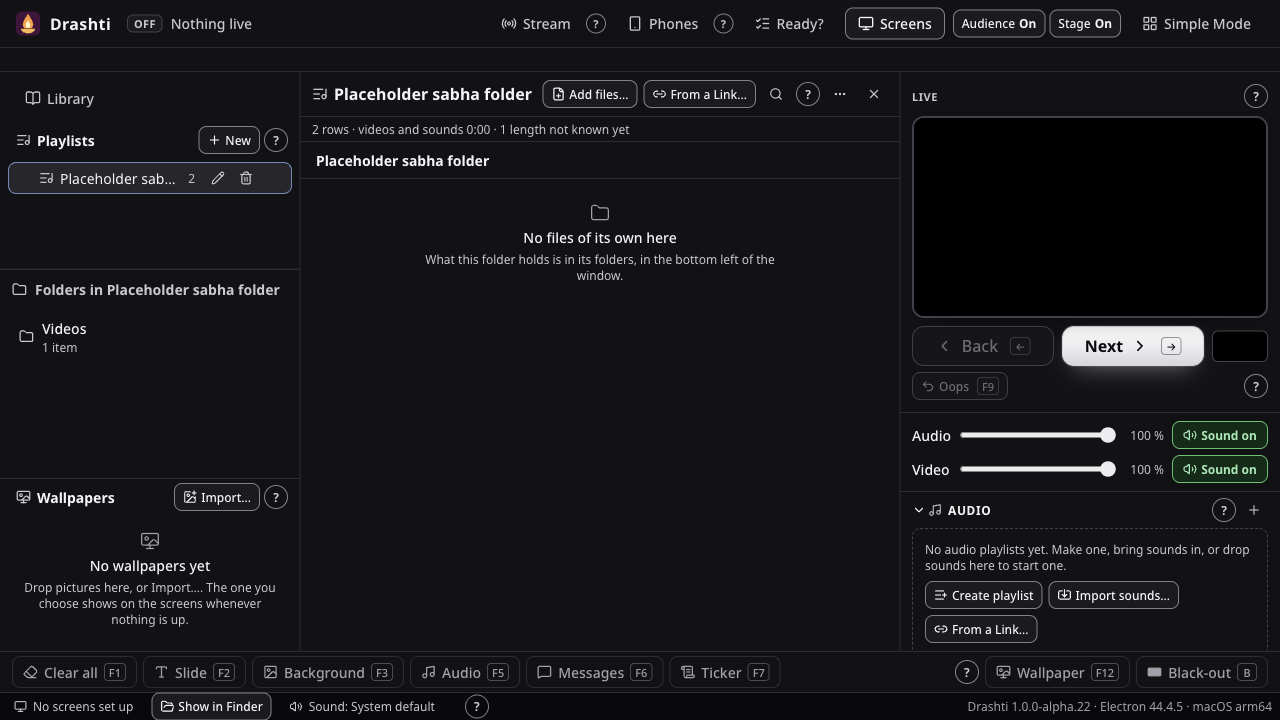 Drashti
OFF
Nothing live
Stream
?
Phones
?
Ready?
Screens
Audience On
Stage On
Simple Mode
Library
Playlists
New
?
Placeholder sab...
2
Folders in Placeholder sabha folder
Videos
1 item
Wallpapers
Import...
?
No wallpapers yet
Drop pictures here, or Import.... The one you
choose shows on the screens whenever
nothing is up.
Placeholder sabha folder
Add files...
From a Link...
?
2 rows · videos and sounds 0:00 · 1 length not known yet
Placeholder sabha folder
No files of its own here
What this folder holds is in its folders, in the bottom left of the
window.
LIVE
?
Back
Next
Oops F9
?
Audio
100 %
Sound on
Video
100 %
Sound on
AUDIO
?
No audio playlists yet. Make one, bring sounds in, or drop
sounds here to start one.
Create playlist
Import sounds...
From a Link...
Clear all F1
Slide F2
Background F3
Audio F5
Messages F6
Ticker F7
?
Wallpaper F12
Black-out B
No screens set up
Show in Finder
Sound: System default
?
Drashti 1.0.0-alpha.22 · Electron 44.4.5 · macOS arm64